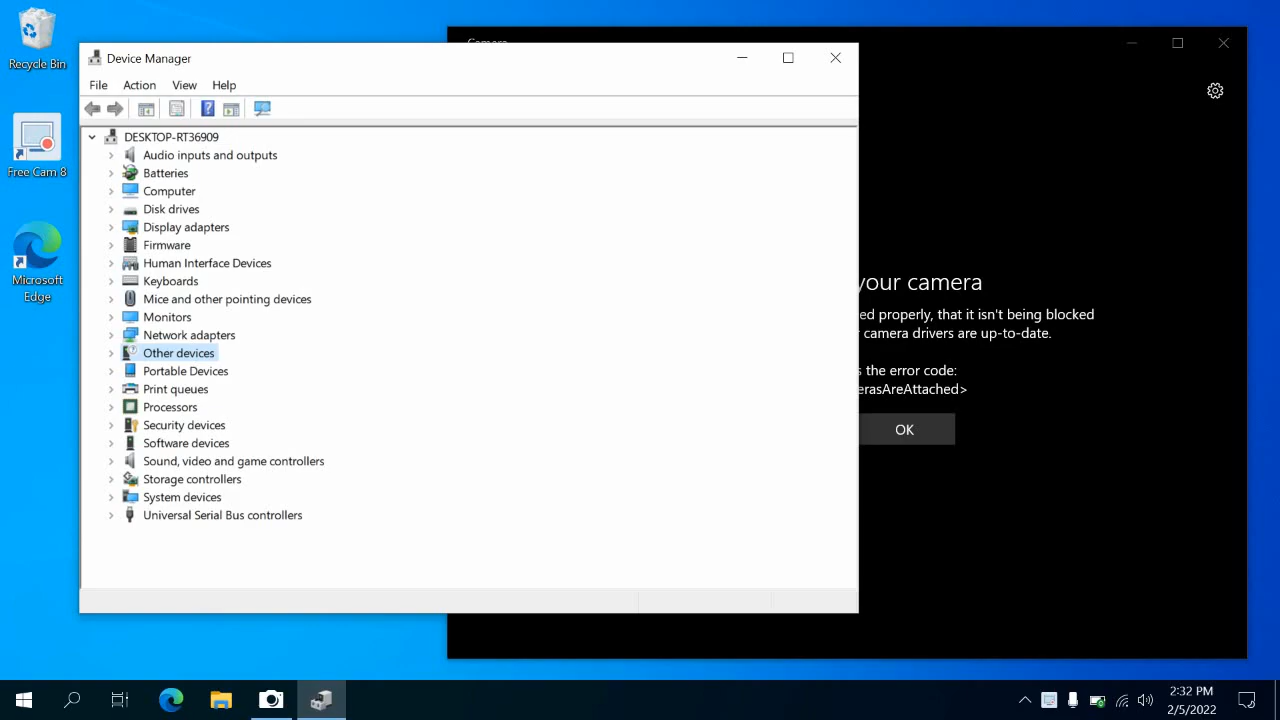 Recycle Bin
Free Cam 8
Microsoft
Edge
Device Manager
File Action View Help
DESKTOP-RT36909
Audio inputs and outputs
Batteries
Computer
Disk drives
Display adapters
Firmware
Human Interface Devices
Keyboards
Mice and other pointing devices
Monitors
Network adapters
Other devices
Portable Devices
Print queues
Processors
Security devices
Software devices
Sound, video and game controllers
Storage controllers
System devices
Universal Serial Bus controllers
Camera
your camera
ed properly, that it isn't being blocked
camera drivers are up-to-date.
the error code:
erasAreAttached>
OK
2:32 PM
2/5/2022